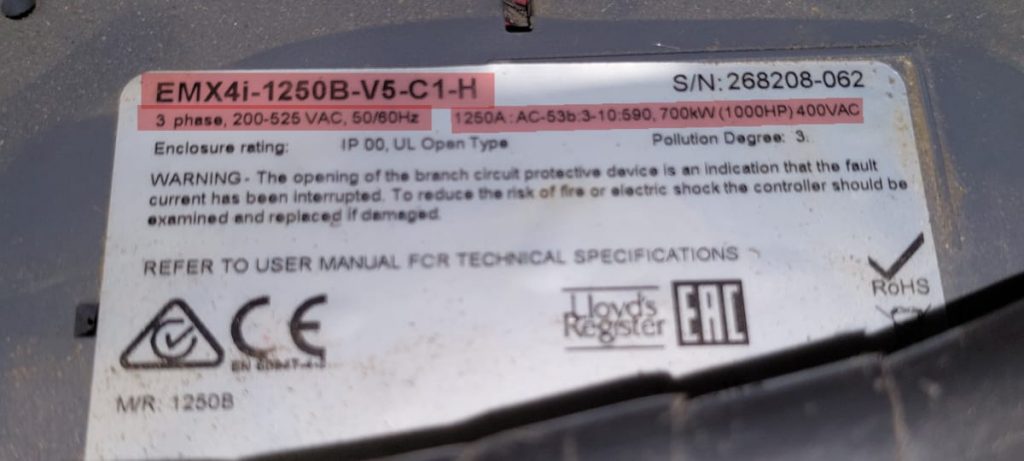 EMX4i-1250B-V5-C1-H
S/N: 268208-062
3 phase, 200-525 VAC, 50/60Hz
1250A : AC-53b:3-10:590, 700kW (1000HP) 400VAC
Enclosure rating: IP 00, UL Open Type
Pollution Degree: 3.
WARNING - The opening of the branch circuit protective device is an indication that the fault
current has been interrupted. To reduce the risk of fire or electric shock the controller should be
examined and replaced if damaged.
REFER TO USER MANUAL FOR TECHNICAL SPECIFICATIONS
RoHS
CE
Lloyd's
Register
EAC
EN 60947-4-2
M/R: 1250B